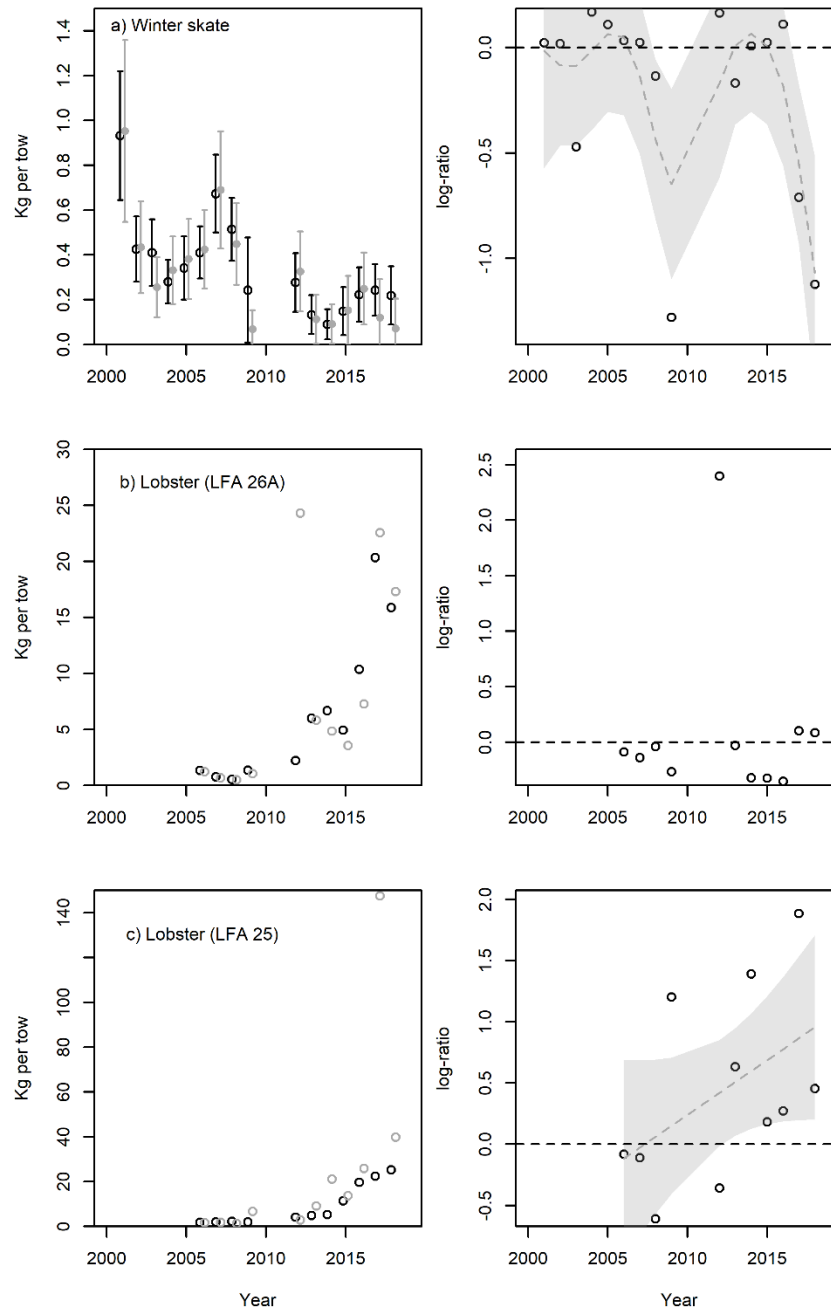 a) Winter skate
Kg per tow
0.0 0.2 0.4 0.6 0.8 1.0 1.2 1.4
2000 2005 2010 2015
log-ratio
-1.0 -0.5 0.0
2000 2005 2010 2015
b) Lobster (LFA 26A)
Kg per tow
0 5 10 15 20 25 30
2000 2005 2010 2015
log-ratio
0.0 0.5 1.0 1.5 2.0 2.5
2000 2005 2010 2015
c) Lobster (LFA 25)
Kg per tow
0 20 40 60 80 100 120 140
2000 2005 2010 2015
Year
log-ratio
-0.5 0.0 0.5 1.0 1.5 2.0
2000 2005 2010 2015
Year